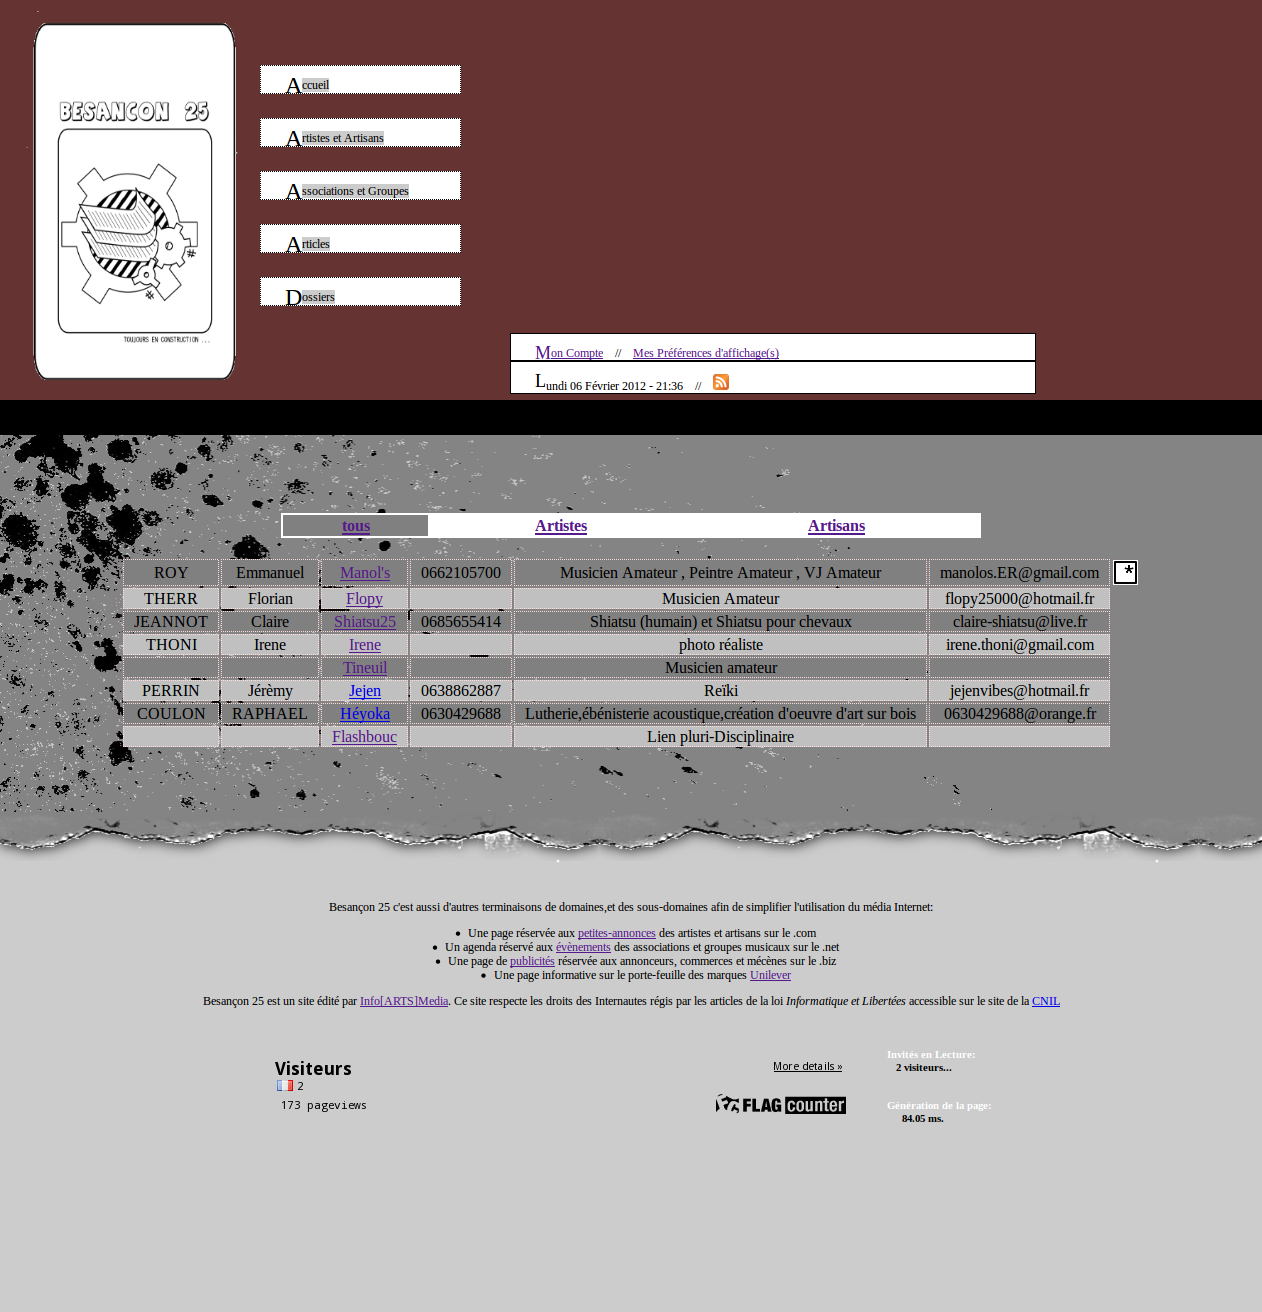 BESANCON 25
TOUJOURS EN CONSTRUCTION ...
Accueil
Artistes et Artisans
Associations et Groupes
Articles
Dossiers
Mon Compte // Mes Préférences d'affichage(s)
Lundi 06 Février 2012 - 21:36 //
tous Artistes Artisans
ROY Emmanuel Manol's 0662105700 Musicien Amateur , Peintre Amateur , VJ Amateur manolos.ER@gmail.com *
THERR Florian Flopy Musicien Amateur flopy25000@hotmail.fr
JEANNOT Claire Shiatsu25 0685655414 Shiatsu (humain) et Shiatsu pour chevaux claire-shiatsu@live.fr
THONI Irene Irene photo réaliste irene.thoni@gmail.com
Tineuil Musicien amateur
PERRIN Jérèmy Jejen 0638862887 Reïki jejenvibes@hotmail.fr
COULON RAPHAEL Héyoka 0630429688 Lutherie,ébénisterie acoustique,création d'oeuvre d'art sur bois 0630429688@orange.fr
Flashbouc Lien pluri-Disciplinaire
Besançon 25 c'est aussi d'autres terminaisons de domaines,et des sous-domaines afin de simplifier l'utilisation du média Internet:
• Une page réservée aux petites-annonces des artistes et artisans sur le .com
• Un agenda réservé aux évènements des associations et groupes musicaux sur le .net
• Une page de publicités réservée aux annonceurs, commerces et mécènes sur le .biz
• Une page informative sur le porte-feuille des marques Unilever
Besançon 25 est un site édité par Info[ARTS]Media. Ce site respecte les droits des Internautes régis par les articles de la loi Informatique et Libertées accessible sur le site de la CNIL
Visiteurs
2
173 pageviews
More details »
FLAG counter
Invités en Lecture:
2 visiteurs...
Génération de la page:
84.05 ms.